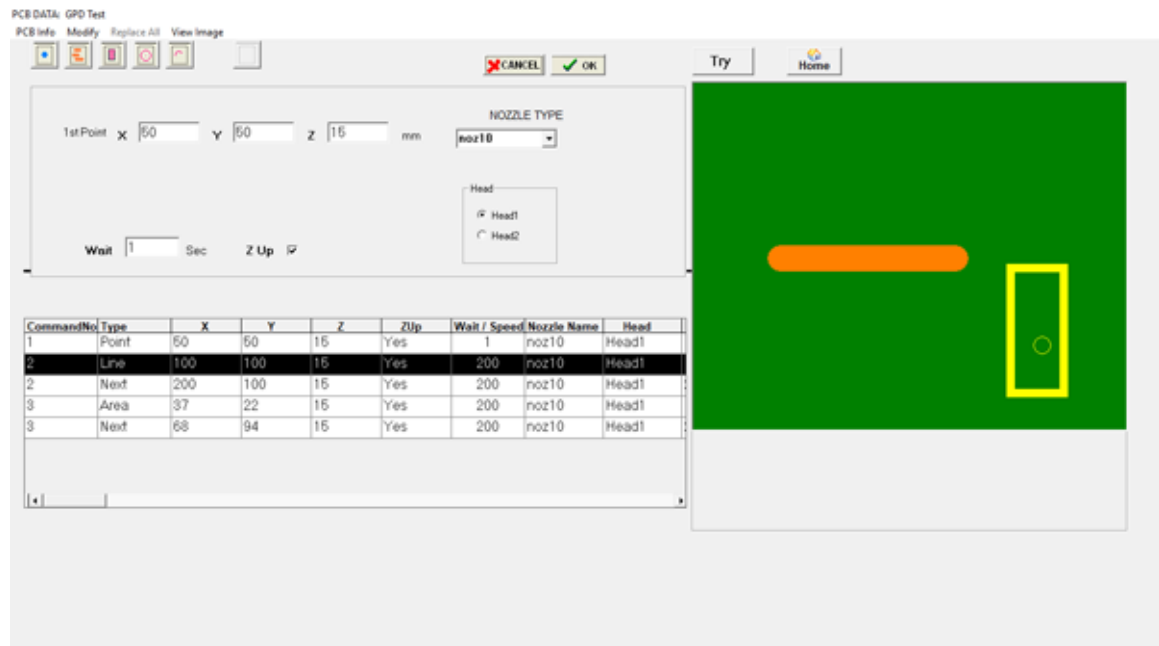 PCB DATA: GPD Test
PCB Info Modify Replace All View Image
CANCEL OK Try Home
NOZZLE TYPE
1st Point X 50 Y 50 Z 15 mm noz10
Head
Head1
Head2
Wait 1 Sec Z Up
CommandNo Type X Y Z ZUp Wait / Speed Nozzle Name Head
1 Point 50 50 15 Yes 1 noz10 Head1
2 Line 100 100 15 Yes 200 noz10 Head1
2 Next 200 100 15 Yes 200 noz10 Head1
3 Area 37 22 15 Yes 200 noz10 Head1
3 Next 68 94 15 Yes 200 noz10 Head1